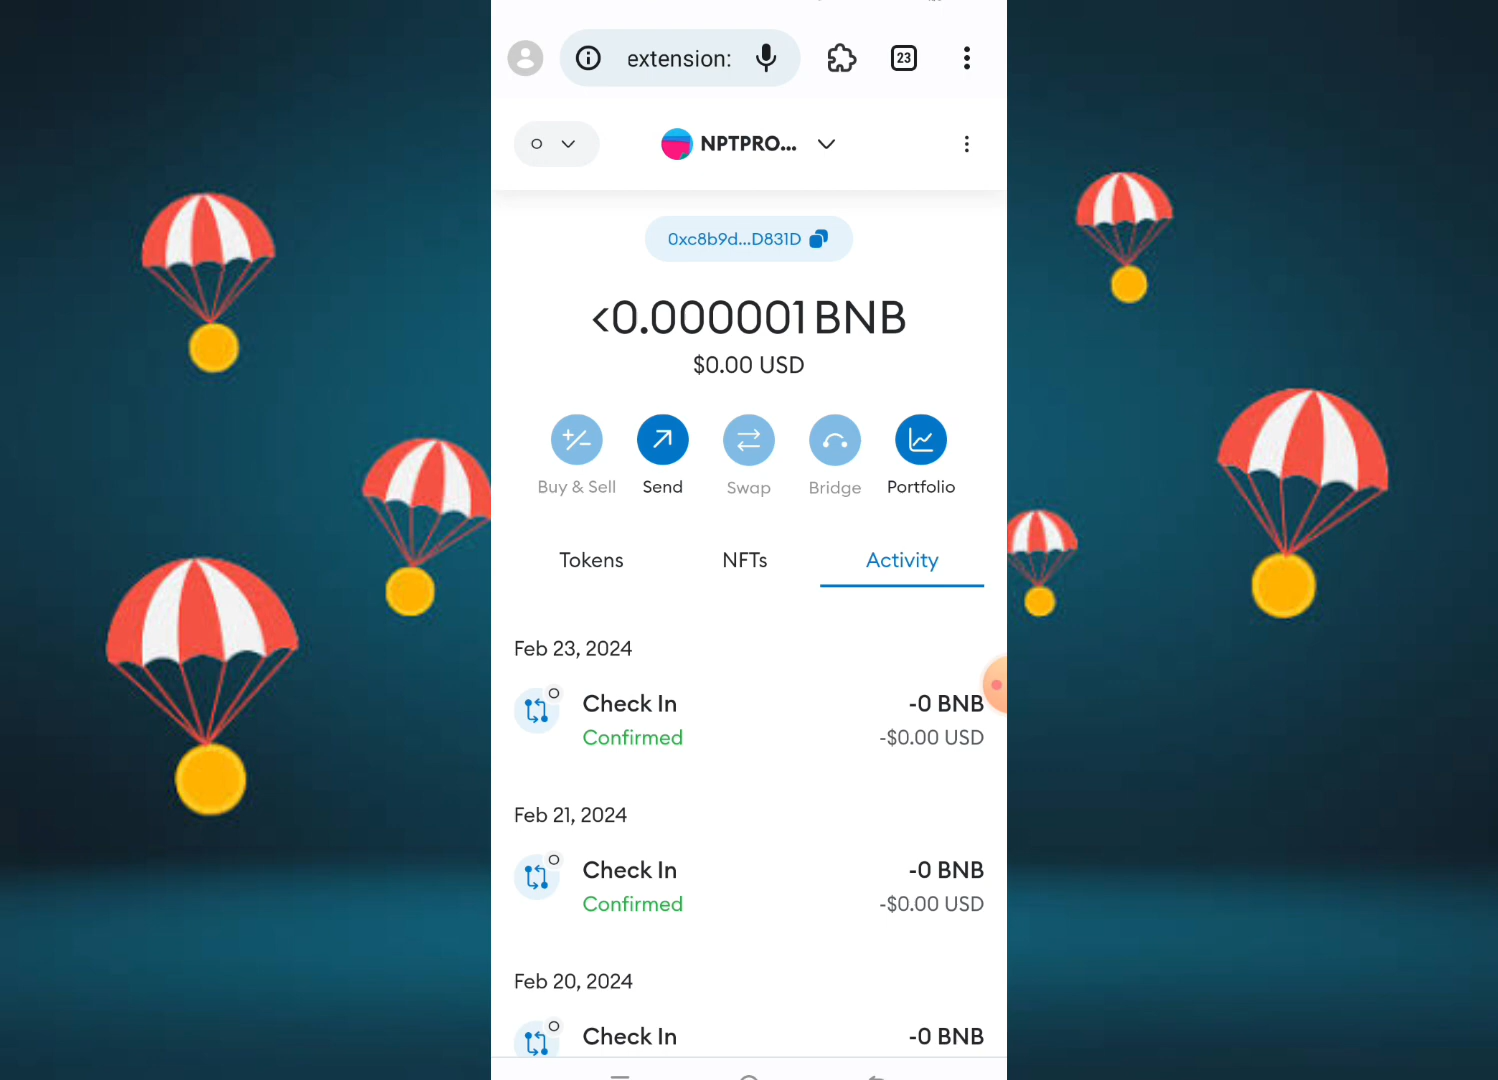 extension:
23
NPTPRO...
0xc8b9d...D831D
<0.000001 BNB
$0.00 USD
Buy & Sell
Send
Swap
Bridge
Portfolio
Tokens
NFTs
Activity
Feb 23, 2024
Check In
-0 BNB
Confirmed
-$0.00 USD
Feb 21, 2024
Check In
-0 BNB
Confirmed
-$0.00 USD
Feb 20, 2024
Check In
-0 BNB